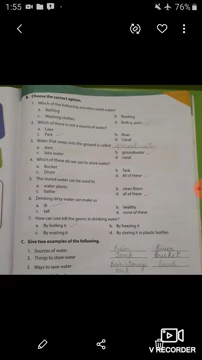 1:55
B. Choose the correct option.
1. Which of the following activities need water?
a. Bathing
b. Reading
c. Washing clothes
d. Both a and c
2. Which of these is not a source of water?
a. Lake
b. River
c. Park
d. Canal
3. Water that seeps into the ground is called
a. dam
b. groundwater
c. lake water
d. canal
4. Which of these do we use to store water?
a. Bucket
b. Tank
c. Drum
d. All of these
5. The stored water can be used to
a. water plants
b. clean floors
c. bathe
d. all of these
6. Drinking dirty water can make us
a. ill
b. healthy
c. tall
d. none of these
7. How can one kill the germs in drinking water?
a. By boiling it
b. By freezing it
c. By wasting it
d. By storing it in plastic bottles
C. Give two examples of the following.
1. Sources of water Rain River
2. Things to store water Bucket
3. Ways to save water
V RECORDER